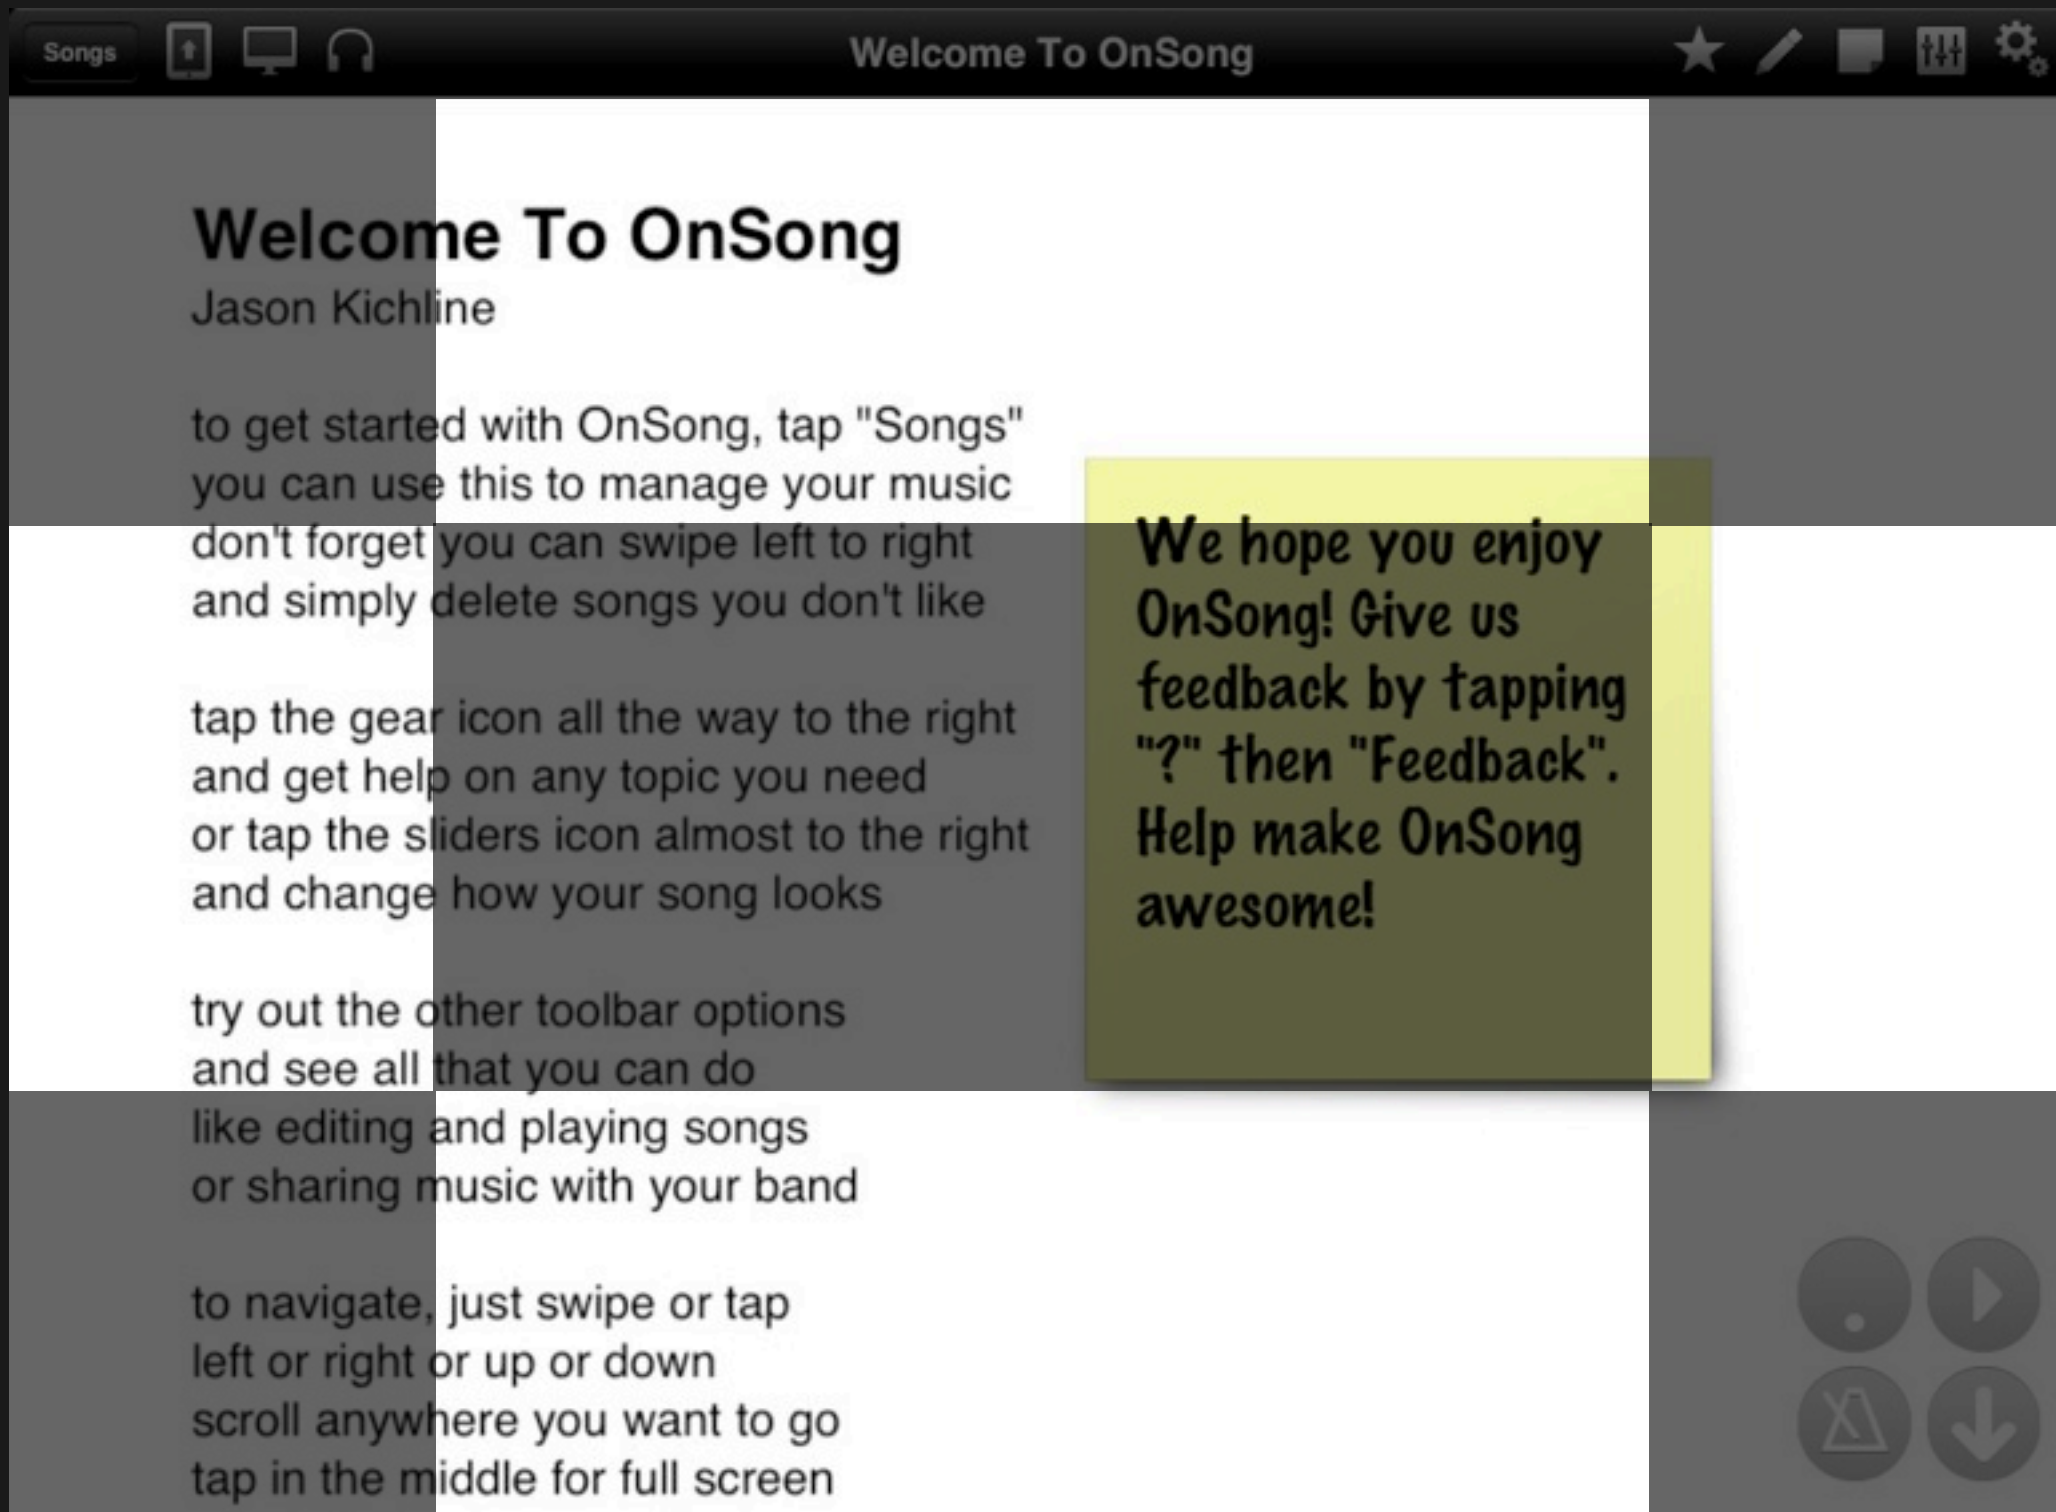 Songs
Welcome To OnSong
Welcome To OnSong
Jason Kichline
to get started with OnSong, tap "Songs"
you can use this to manage your music
don't forget you can swipe left to right
and simply delete songs you don't like
tap the gear icon all the way to the right
and get help on any topic you need
or tap the sliders icon almost to the right
and change how your song looks
try out the other toolbar options
and see all that you can do
like editing and playing songs
or sharing music with your band
to navigate, just swipe or tap
left or right or up or down
scroll anywhere you want to go
tap in the middle for full screen
We hope you enjoy
OnSong! Give us
feedback by tapping
"?" then "Feedback".
Help make OnSong
awesome!